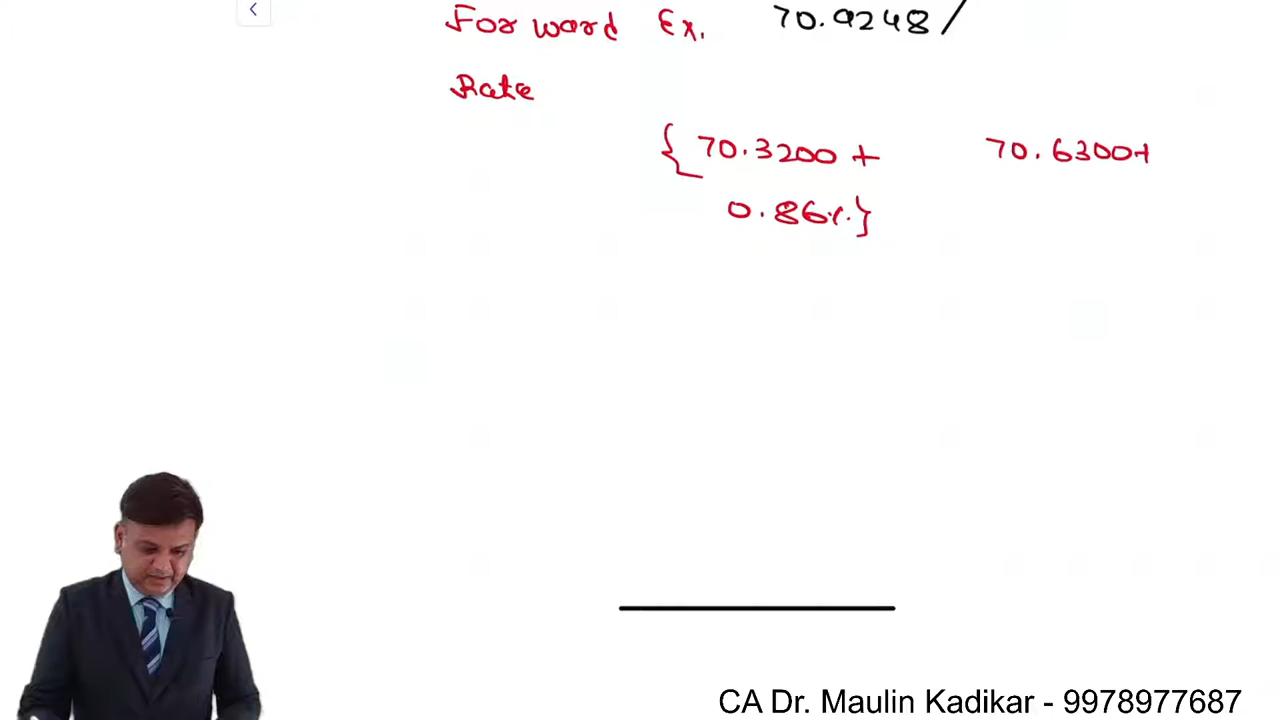 Forward Ex. 70.9248/
Rate
{70.3200 + 70.6300+
0.86%}
CA Dr. Maulin Kadikar - 9978977687